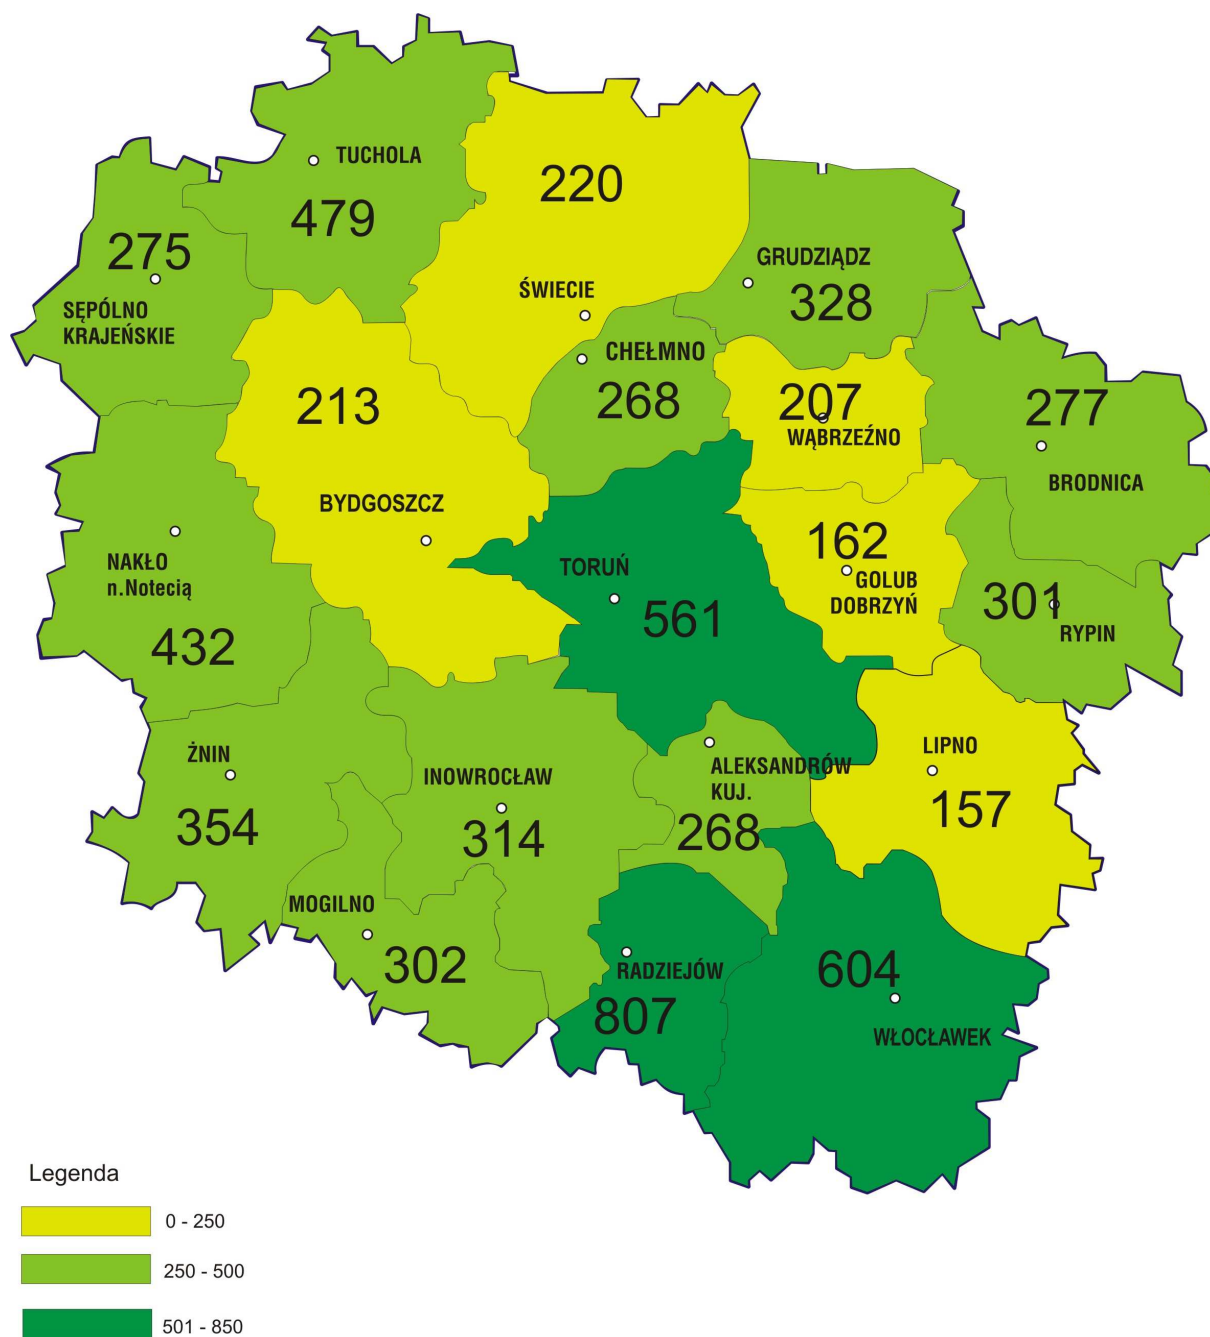 TUCHOLA
479
220
275
SĘPÓLNO
KRAJEŃSKIE
ŚWIECIE
GRUDZIĄDZ
328
CHEŁMNO
268
213
207
WĄBRZEŹNO
277
BRODNICA
BYDGOSZCZ
NAKŁO
n.Notecią
432
TORUŃ
561
162
GOLUB
DOBRZYŃ
301
RYPIN
ŻNIN
354
INOWROCŁAW
314
ALEKSANDRÓW
KUJ.
268
LIPNO
157
MOGILNO
302
RADZIEJÓW
807
604
WŁOCŁAWEK
Legenda
0 - 250
250 - 500
501 - 850